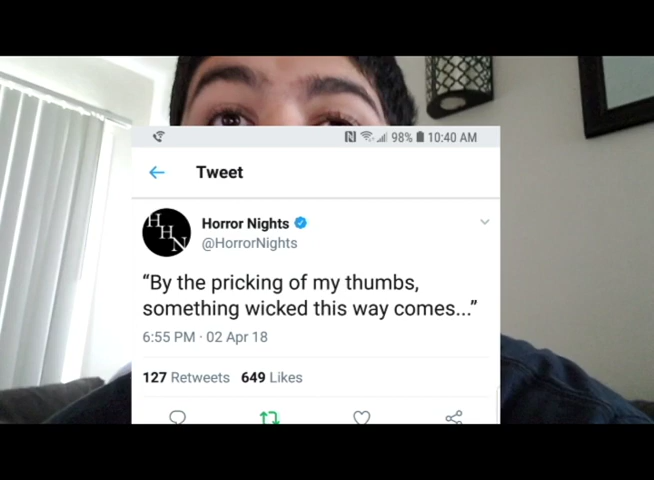 98% 10:40 AM
Tweet
HHN
Horror Nights
@HorrorNights
“By the pricking of my thumbs,
something wicked this way comes...”
6:55 PM · 02 Apr 18
127 Retweets 649 Likes